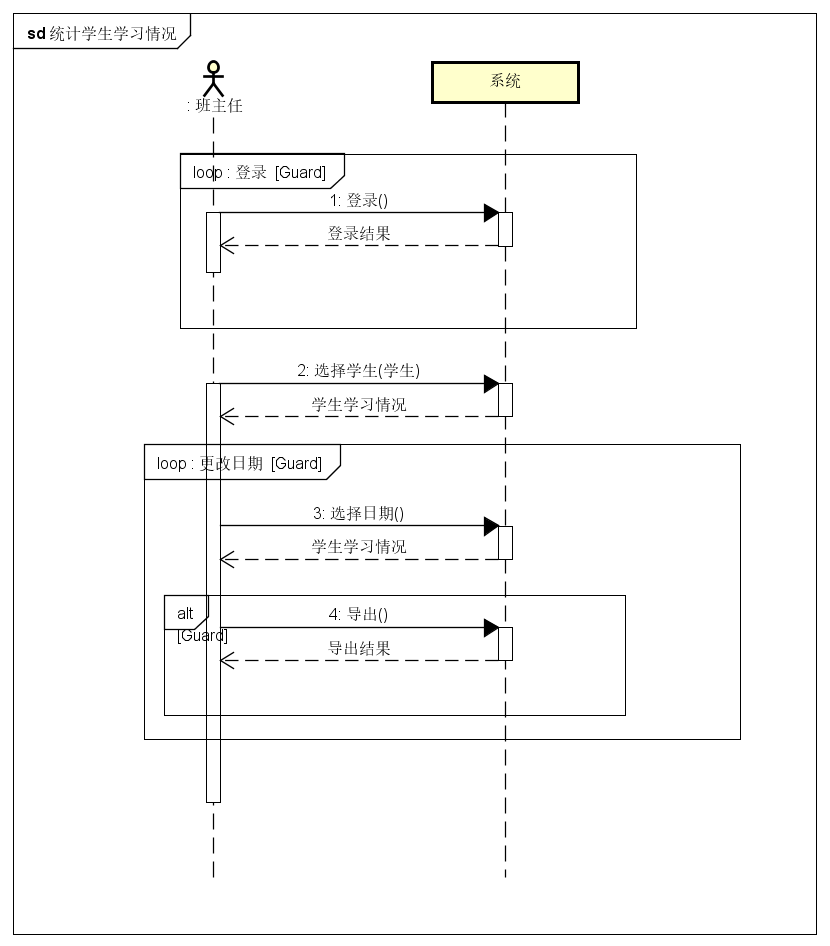 sd 统计学生学习情况
: 班主任
系统
loop : 登录 [Guard]
1: 登录()
登录结果
2: 选择学生(学生)
学生学习情况
loop : 更改日期 [Guard]
3: 选择日期()
学生学习情况
alt
4: 导出()
[Guard]
导出结果